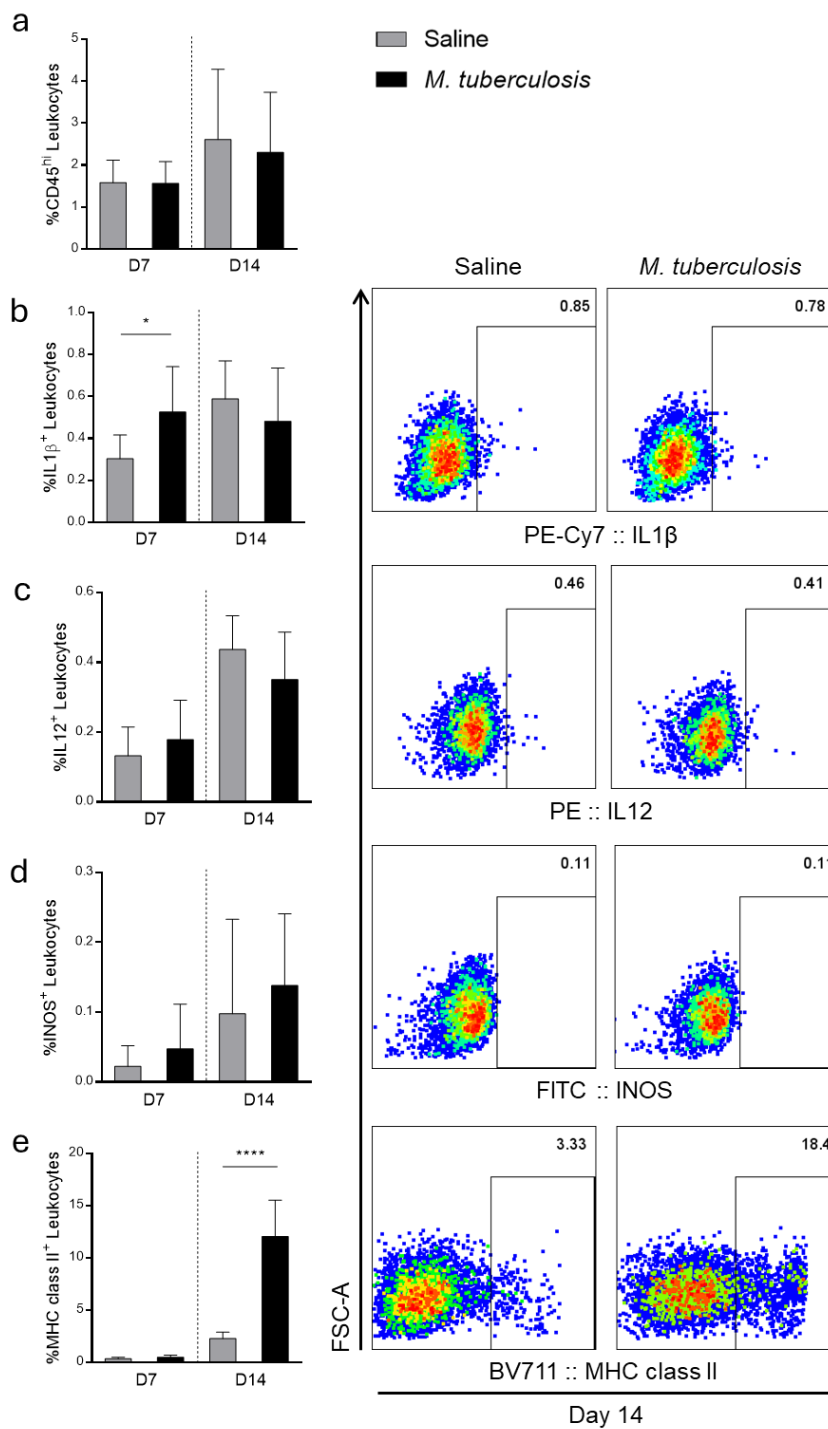 a
%CD45hi Leukocytes
5
4
3
2
1
0
D7 D14
Saline
M. tuberculosis
Saline M. tuberculosis
b
%IL1β+ Leukocytes
1.0
0.8
0.6
0.4
0.2
0.0
*
D7 D14
0.85 0.78
PE-Cy7 :: IL1β
c
%IL12+ Leukocytes
0.6
0.4
0.2
0.0
D7 D14
0.46 0.41
PE :: IL12
d
%INOS+ Leukocytes
0.3
0.2
0.1
0.0
D7 D14
0.11 0.11
FITC :: INOS
e
%MHC class II+ Leukocytes
20
15
10
5
0
****
D7 D14
3.33 18.4
FSC-A
BV711 :: MHC class II
Day 14